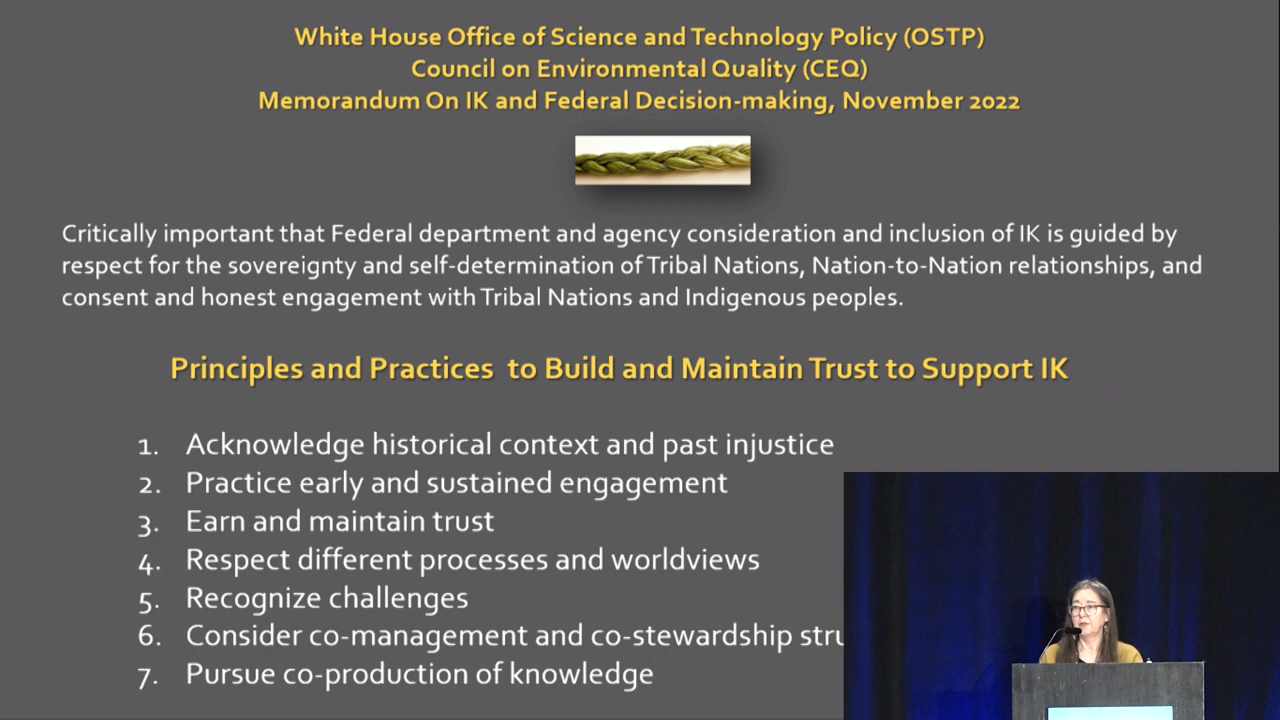 White House Office of Science and Technology Policy (OSTP)
Council on Environmental Quality (CEQ)
Memorandum On IK and Federal Decision-making, November 2022
Critically important that Federal department and agency consideration and inclusion of IK is guided by
respect for the sovereignty and self-determination of Tribal Nations, Nation-to-Nation relationships, and
consent and honest engagement with Tribal Nations and Indigenous peoples.
Principles and Practices to Build and Maintain Trust to Support IK
1. Acknowledge historical context and past injustice
2. Practice early and sustained engagement
3. Earn and maintain trust
4. Respect different processes and worldviews
5. Recognize challenges
6. Consider co-management and co-stewardship
7. Pursue co-production of knowledge